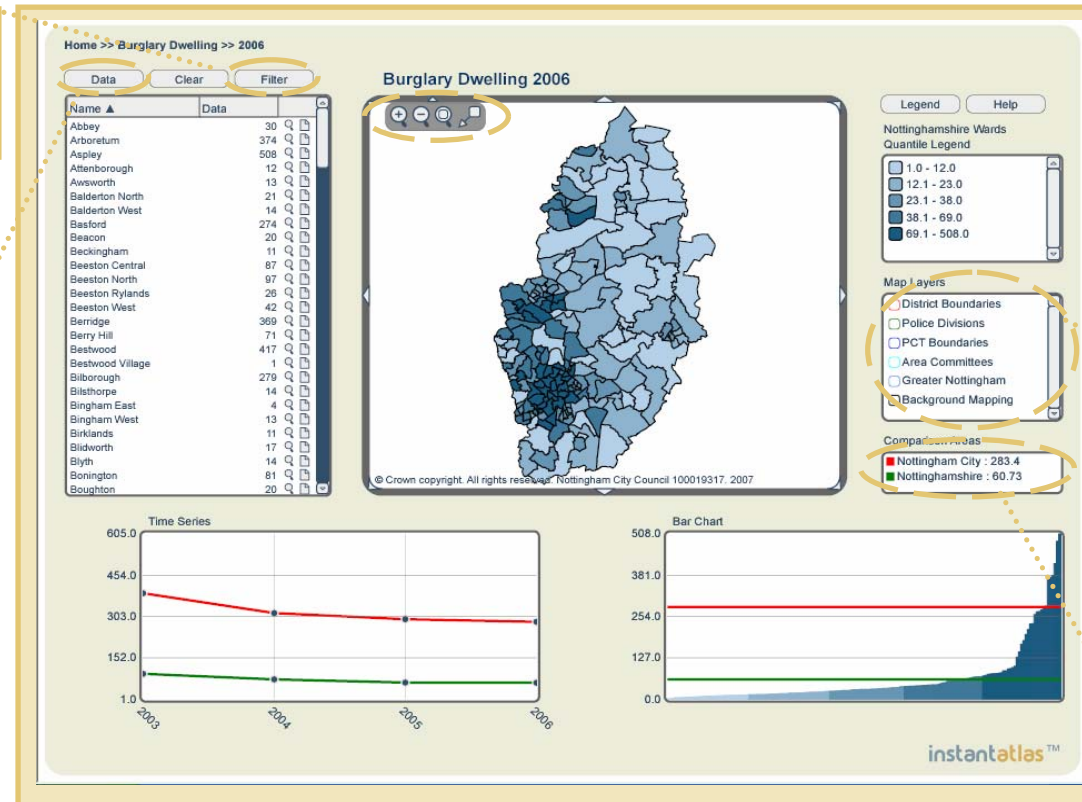 Home >> Burglary Dwelling >> 2006
Data Clear Filter
Name ▲ Data
Abbey 30
Arboretum 374
Aspley 508
Attenborough 12
Awsworth 13
Balderton North 21
Balderton West 14
Basford 274
Beacon 20
Beckingham 11
Beeston Central 87
Beeston North 97
Beeston Rylands 26
Beeston West 42
Berridge 369
Berry Hill 71
Bestwood 417
Bestwood Village 1
Bilborough 279
Bilsthorpe 14
Bingham East 4
Bingham West 13
Birklands 11
Blidworth 17
Blyth 14
Bonington 81
Boughton 20
Burglary Dwelling 2006
© Crown copyright. All rights reserved. Nottingham City Council 100019317. 2007
Legend Help
Nottinghamshire Wards
Quantile Legend
1.0 - 12.0
12.1 - 23.0
23.1 - 38.0
38.1 - 69.0
69.1 - 508.0
Map Layers
District Boundaries
Police Divisions
PCT Boundaries
Area Committees
Greater Nottingham
Background Mapping
Comparison Areas
Nottingham City : 283.4
Nottinghamshire : 60.73
Time Series
605.0
454.0
303.0
152.0
1.0
2003 2004 2005 2006
Bar Chart
508.0
381.0
254.0
127.0
0.0
instantatlas™